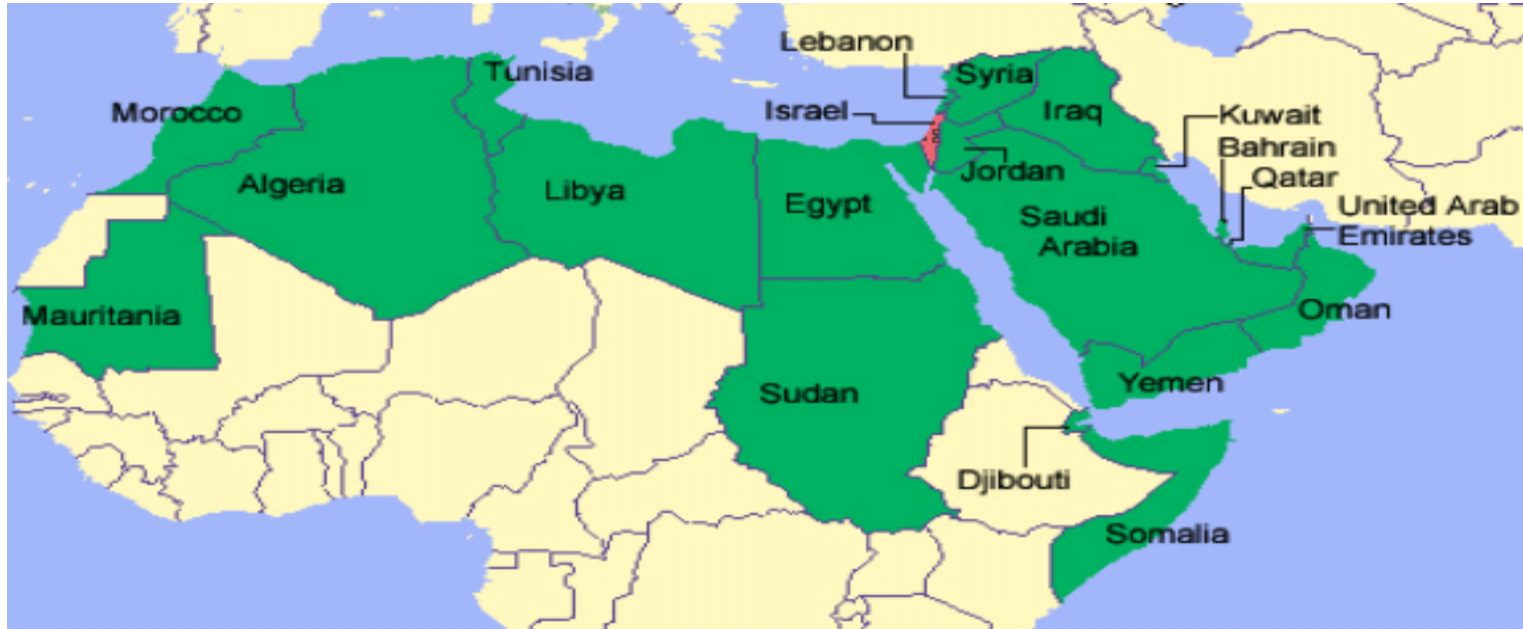 Lebanon
Tunisia
Syria
Morocco
Israel
Iraq
Kuwait
Bahrain
Jordan
Qatar
Algeria
Libya
Egypt
Saudi
Arabia
United Arab
Emirates
Mauritania
Oman
Sudan
Yemen
Djibouti
Somalia